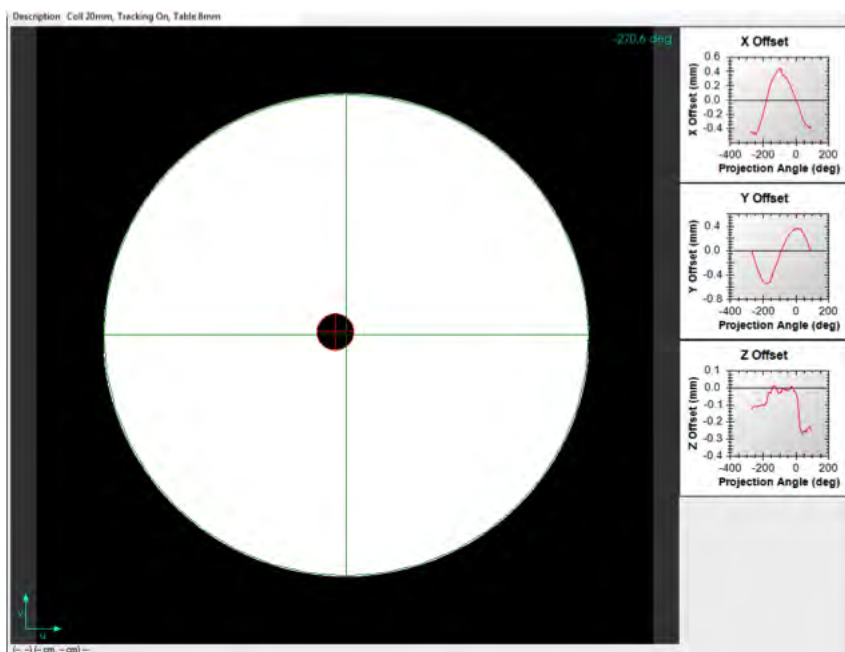 Description Coll 20mm, Tracking On, Table 8mm
-270.6 deg
X Offset
0.6
0.4
0.2
0.0
-0.2
-0.4
X Offset (mm)
-400 -200 0 200
Projection Angle (deg)
Y Offset
0.4
0.0
-0.4
-0.8
Y Offset (mm)
-400 -200 0 200
Projection Angle (deg)
Z Offset
0.1
0.0
-0.1
-0.2
-0.3
-0.4
Z Offset (mm)
-400 -200 0 200
Projection Angle (deg)
v
u